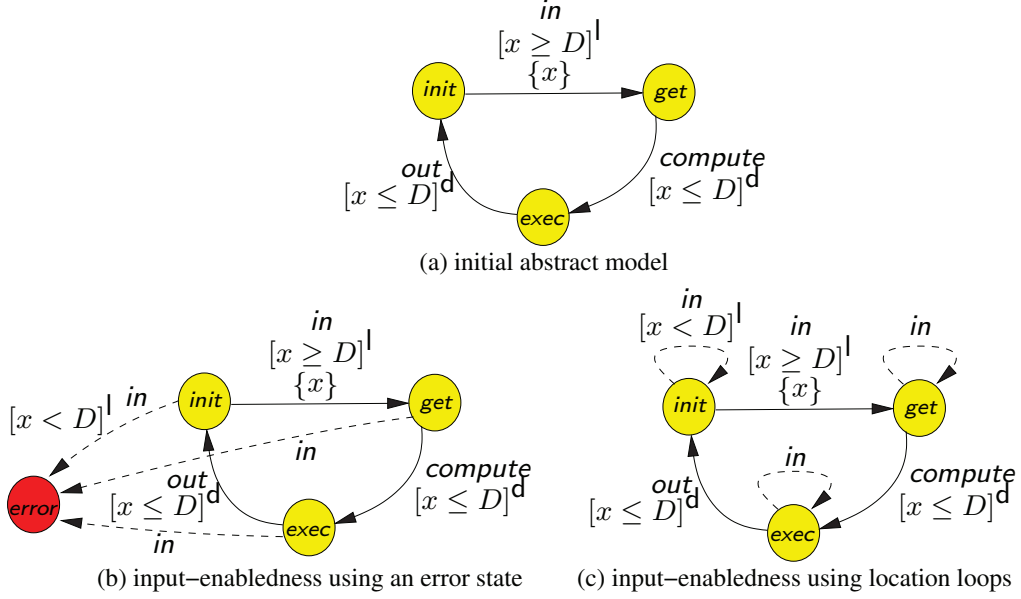 in
[x ≥ D]^l
{x}
init
get
out
[x ≤ D]^d
compute
[x ≤ D]^d
exec
(a) initial abstract model
in
[x ≥ D]^l
{x}
[x < D]^l
in
init
get
in
error
out
[x ≤ D]^d
compute
[x ≤ D]^d
exec
in
(b) input−enabledness using an error state
in
[x < D]^l
in
[x ≥ D]^l
{x}
in
init
get
in
out
[x ≤ D]^d
compute
[x ≤ D]^d
exec
(c) input−enabledness using location loops